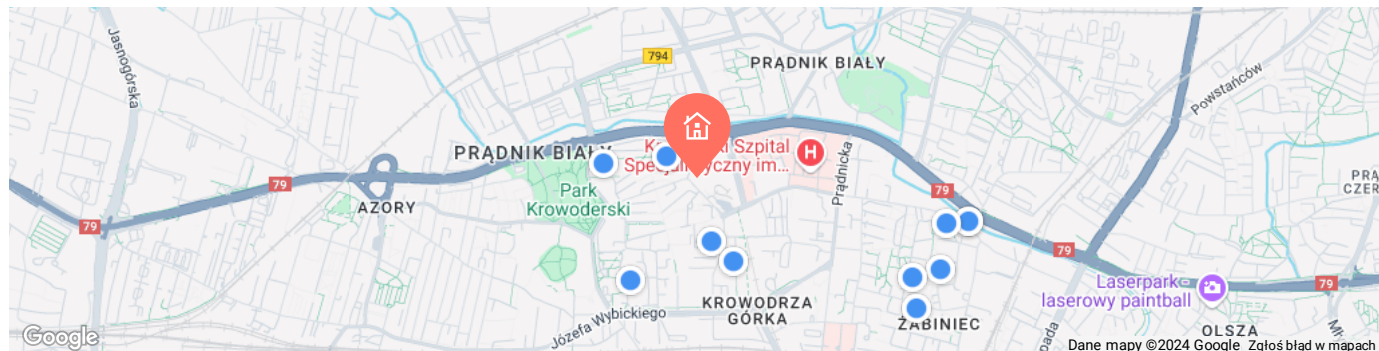 Jasnogórska
794
PRĄDNIK BIAŁY
Powstańców
PRĄDNIK BIAŁY
Szpital
H
79
Park
Krowoderski
AZORY
Prądnicka
79
79
79
79
Laserpark -
laserowy paintball
KROWODRZA
GÓRKA
Józefa Wybickiego
ŻABINIEC
OLSZA
Google
Dane mapy ©2024 Google
Zgłoś błąd w mapach